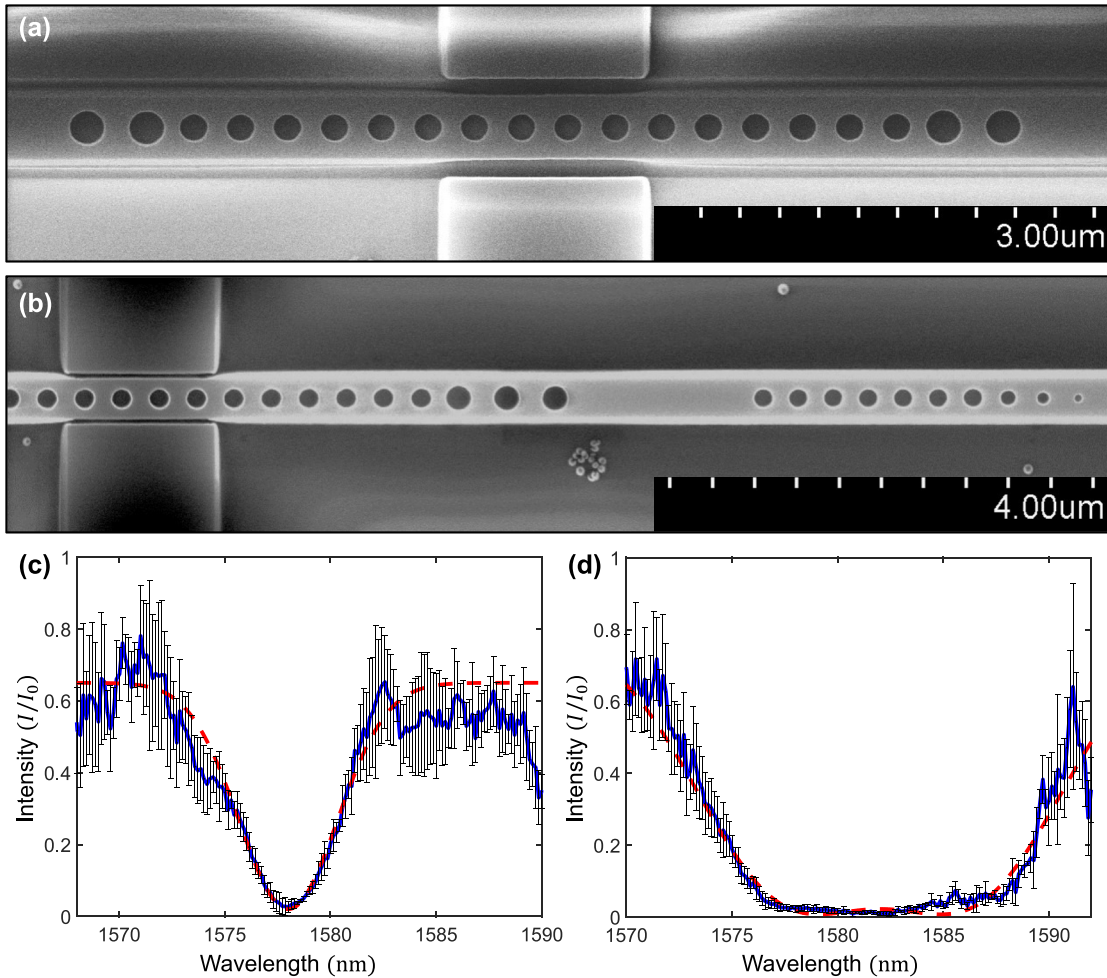 (a)
3.00um
(b)
4.00um
(c)
1
0.8
0.6
0.4
0.2
0
Intensity (I/I₀)
1570 1575 1580 1585 1590
Wavelength (nm)
(d)
1
0.8
0.6
0.4
0.2
0
Intensity (I/I₀)
1570 1575 1580 1585 1590
Wavelength (nm)